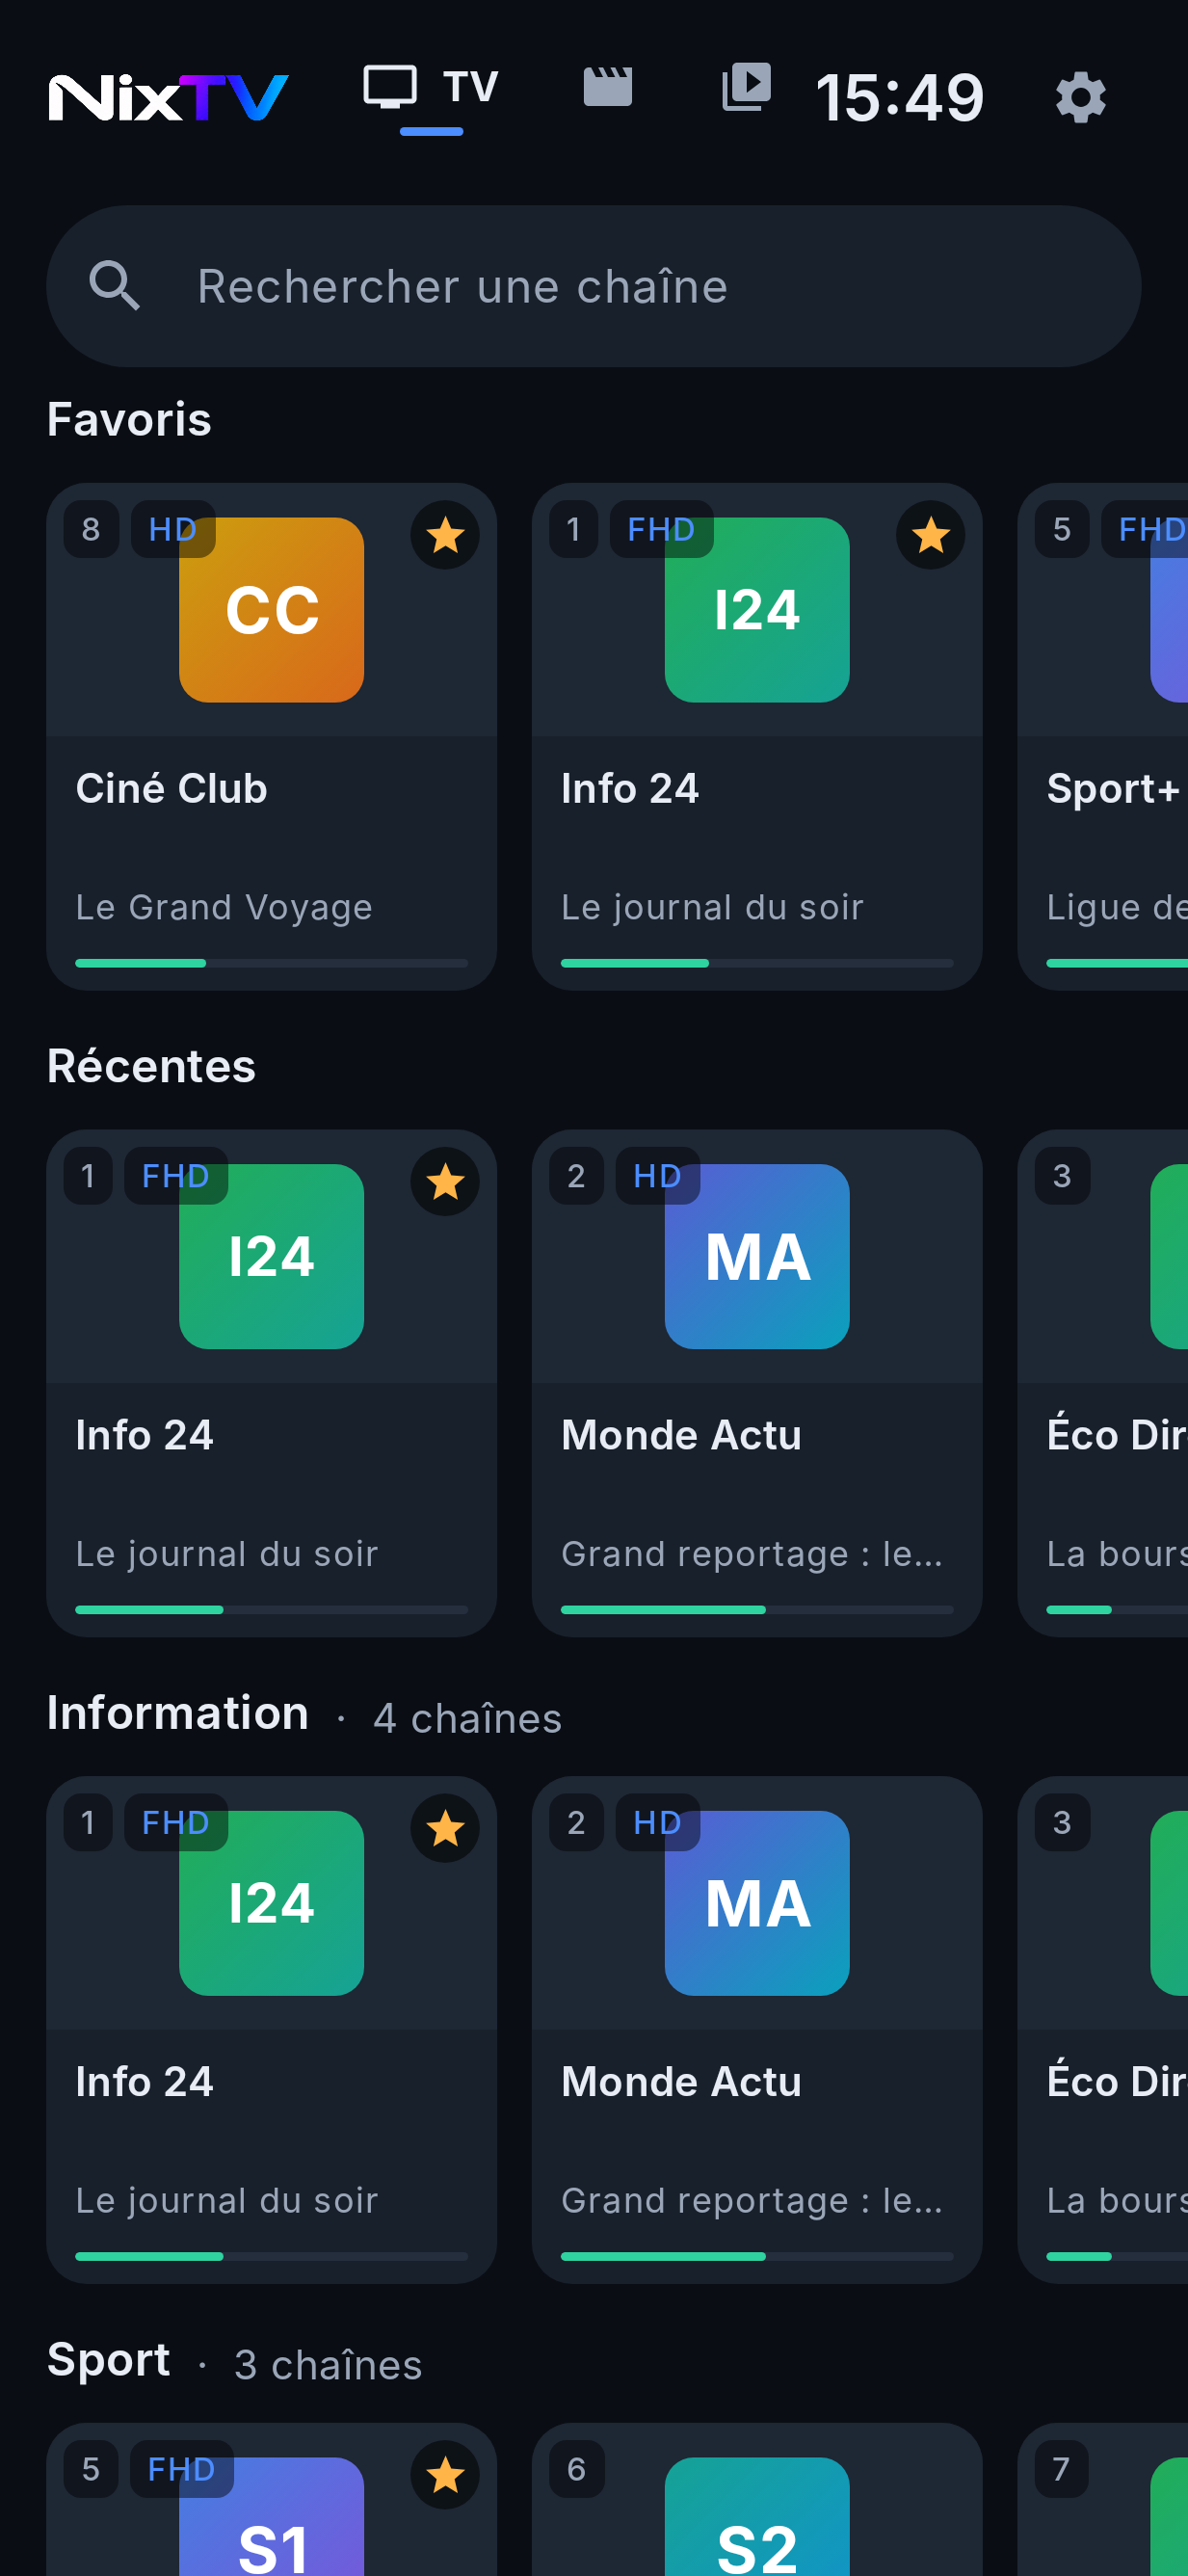 NixTV TV 15:49
Rechercher une chaîne
Favoris
8 HD CC
1 FHD I24
5 FHD
Ciné Club
Info 24
Sport+
Le Grand Voyage
Le journal du soir
Ligue de
Récentes
1 FHD I24
2 HD MA
3
Info 24
Monde Actu
Éco Dir
Le journal du soir
Grand reportage : le...
La bours
Information · 4 chaînes
1 FHD I24
2 HD MA
3
Info 24
Monde Actu
Éco Dir
Le journal du soir
Grand reportage : le...
La bours
Sport · 3 chaînes
5 FHD S1
6 S2
7